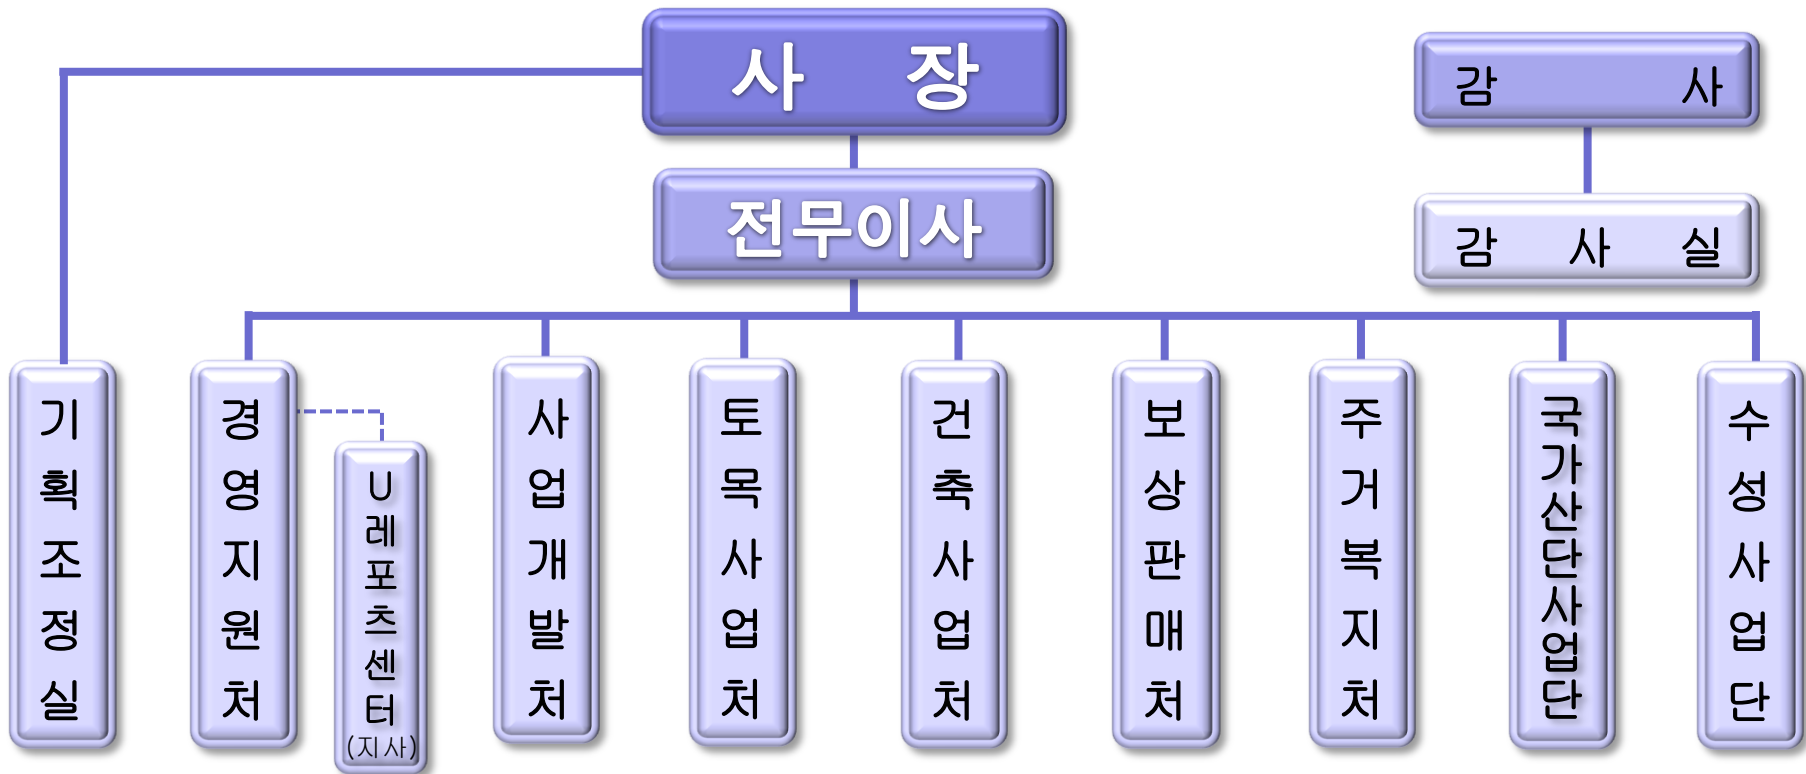 사 장
감 사
전무이사
감 사 실
기획조정실
경영지원처
U레포츠센터
(지사)
사업개발처
토목사업처
건축사업처
보상판매처
주거복지처
국가산단사업단
수성사업단